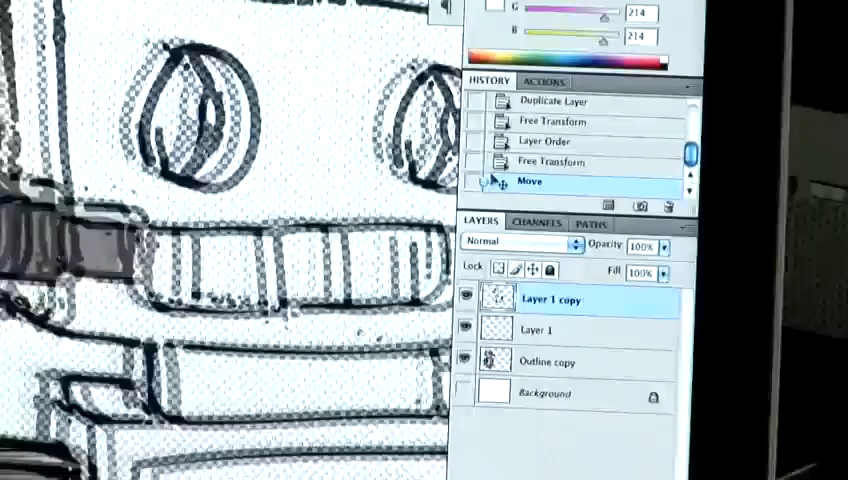 G 214
B 214
HISTORY ACTIONS
Duplicate Layer
Free Transform
Layer Order
Free Transform
Move
LAYERS CHANNELS PATHS
Normal Opacity: 100%
Lock Fill: 100%
Layer 1 copy
Layer 1
Outline copy
Background